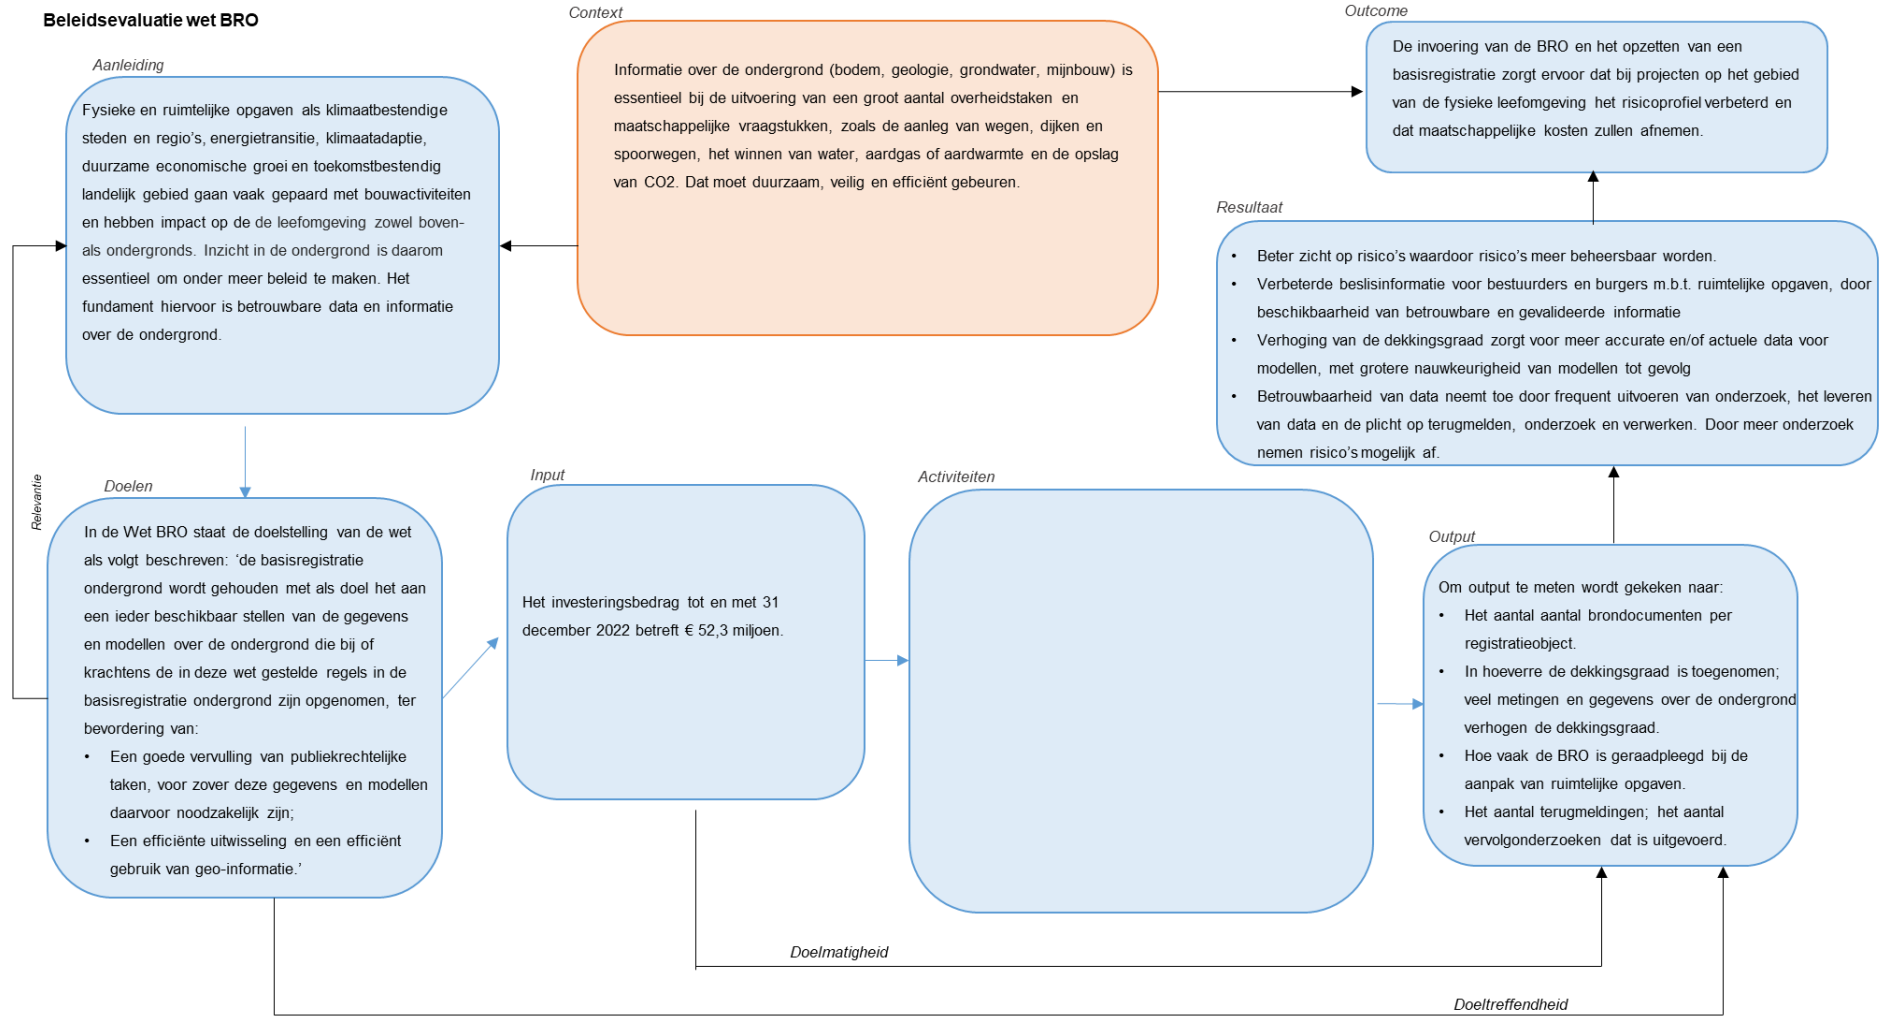 Beleidsevaluatie wet BRO
Context
Informatie over de ondergrond (bodem, geologie, grondwater, mijnbouw) is
essentieel bij de uitvoering van een groot aantal overheidstaken en
maatschappelijke vraagstukken, zoals de aanleg van wegen, dijken en
spoorwegen, het winnen van water, aardgas of aardwarmte en de opslag
van CO2. Dat moet duurzaam, veilig en efficiënt gebeuren.
Outcome
De invoering van de BRO en het opzetten van een
basisregistratie zorgt ervoor dat bij projecten op het gebied
van de fysieke leefomgeving het risicoprofiel verbeterd en
dat maatschappelijke kosten zullen afnemen.
Aanleiding
Fysieke en ruimtelijke opgaven als klimaatbestendige
steden en regio's, energietransitie, klimaatadaptie,
duurzame economische groei en toekomstbestendig
landelijk gebied gaan vaak gepaard met bouwactiviteiten
en hebben impact op de de leefomgeving zowel boven-
als ondergronds. Inzicht in de ondergrond is daarom
essentieel om onder meer beleid te maken. Het
fundament hiervoor is betrouwbare data en informatie
over de ondergrond.
Resultaat
• Beter zicht op risico's waardoor risico's meer beheersbaar worden.
• Verbeterde beslisinformatie voor bestuurders en burgers m.b.t. ruimtelijke opgaven, door
beschikbaarheid van betrouwbare en gevalideerde informatie
• Verhoging van de dekkingsgraad zorgt voor meer accurate en/of actuele data voor
modellen, met grotere nauwkeurigheid van modellen tot gevolg
• Betrouwbaarheid van data neemt toe door frequent uitvoeren van onderzoek, het leveren
van data en de plicht op terugmelden, onderzoek en verwerken. Door meer onderzoek
nemen risico's mogelijk af.
Relevantie
Doelen
In de Wet BRO staat de doelstelling van de wet
als volgt beschreven: 'de basisregistratie
ondergrond wordt gehouden met als doel het aan
een ieder beschikbaar stellen van de gegevens
en modellen over de ondergrond die bij of
krachtens de in deze wet gestelde regels in de
basisregistratie ondergrond zijn opgenomen, ter
bevordering van:
• Een goede vervulling van publiekrechtelijke
taken, voor zover deze gegevens en modellen
daarvoor noodzakelijk zijn;
• Een efficiënte uitwisseling en een efficiënt
gebruik van geo-informatie.'
Input
Het investeringsbedrag tot en met 31
december 2022 betreft € 52,3 miljoen.
Activiteiten
Output
Om output te meten wordt gekeken naar:
• Het aantal aantal brondocumenten per
registratieobject.
• In hoeverre de dekkingsgraad is toegenomen;
veel metingen en gegevens over de ondergrond
verhogen de dekkingsgraad.
• Hoe vaak de BRO is geraadpleegd bij de
aanpak van ruimtelijke opgaven.
• Het aantal terugmeldingen; het aantal
vervolgonderzoeken dat is uitgevoerd.
Doelmatigheid
Doeltreffendheid